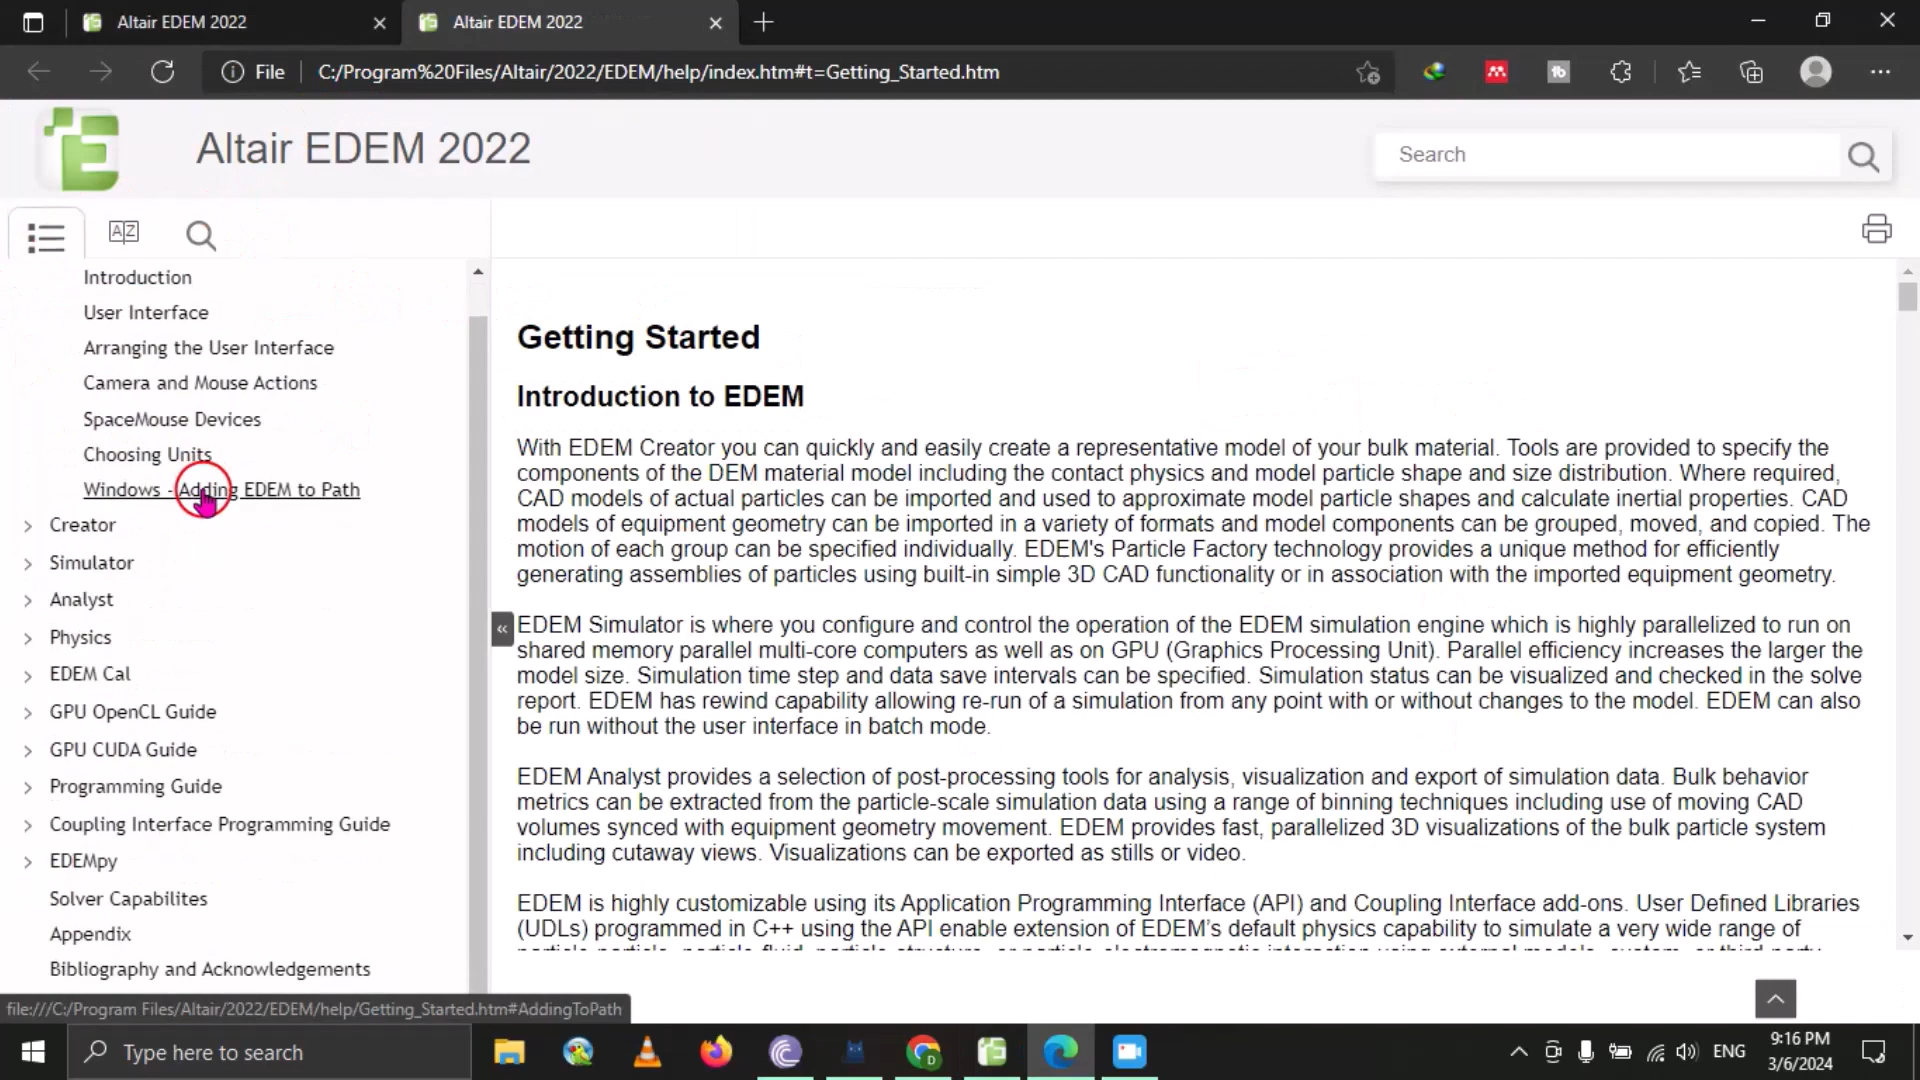 Altair EDEM 2022
Altair EDEM 2022
File
C:/Program%20Files/Altair/2022/EDEM/help/index.htm#t=Getting_Started.htm
Altair EDEM 2022
Search
Introduction
User Interface
Arranging the User Interface
Camera and Mouse Actions
SpaceMouse Devices
Choosing Units
Windows - Adding EDEM to Path
Creator
Simulator
Analyst
Physics
EDEM Cal
GPU OpenCL Guide
GPU CUDA Guide
Programming Guide
Coupling Interface Programming Guide
EDEMpy
Solver Capabilites
Appendix
Bibliography and Acknowledgements
Getting Started
Introduction to EDEM
With EDEM Creator you can quickly and easily create a representative model of your bulk material. Tools are provided to specify the
components of the DEM material model including the contact physics and model particle shape and size distribution. Where required,
CAD models of actual particles can be imported and used to approximate model particle shapes and calculate inertial properties. CAD
models of equipment geometry can be imported in a variety of formats and model components can be grouped, moved, and copied. The
motion of each group can be specified individually. EDEM's Particle Factory technology provides a unique method for efficiently
generating assemblies of particles using built-in simple 3D CAD functionality or in association with the imported equipment geometry.
EDEM Simulator is where you configure and control the operation of the EDEM simulation engine which is highly parallelized to run on
shared memory parallel multi-core computers as well as on GPU (Graphics Processing Unit). Parallel efficiency increases the larger the
model size. Simulation time step and data save intervals can be specified. Simulation status can be visualized and checked in the solve
report. EDEM has rewind capability allowing re-run of a simulation from any point with or without changes to the model. EDEM can also
be run without the user interface in batch mode.
EDEM Analyst provides a selection of post-processing tools for analysis, visualization and export of simulation data. Bulk behavior
metrics can be extracted from the particle-scale simulation data using a range of binning techniques including use of moving CAD
volumes synced with equipment geometry movement. EDEM provides fast, parallelized 3D visualizations of the bulk particle system
including cutaway views. Visualizations can be exported as stills or video.
EDEM is highly customizable using its Application Programming Interface (API) and Coupling Interface add-ons. User Defined Libraries
(UDLs) programmed in C++ using the API enable extension of EDEM's default physics capability to simulate a very wide range of
file:///C:/Program Files/Altair/2022/EDEM/help/Getting_Started.htm#AddingToPath
Type here to search
ENG
9:16 PM
3/6/2024